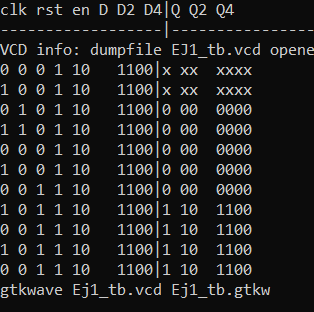 clk rst en D D2 D4|Q Q2 Q4
------------------|----------------
VCD info: dumpfile EJ1_tb.vcd opene
0 0 0 1 10   1100|x xx  xxxx
1 0 0 1 10   1100|x xx  xxxx
0 1 0 1 10   1100|0 00  0000
1 1 0 1 10   1100|0 00  0000
0 0 0 1 10   1100|0 00  0000
1 0 0 1 10   1100|0 00  0000
0 0 1 1 10   1100|0 00  0000
1 0 1 1 10   1100|1 10  1100
0 0 1 1 10   1100|1 10  1100
1 0 1 1 10   1100|1 10  1100
0 0 1 1 10   1100|1 10  1100
gtkwave Ej1_tb.vcd Ej1_tb.gtkw